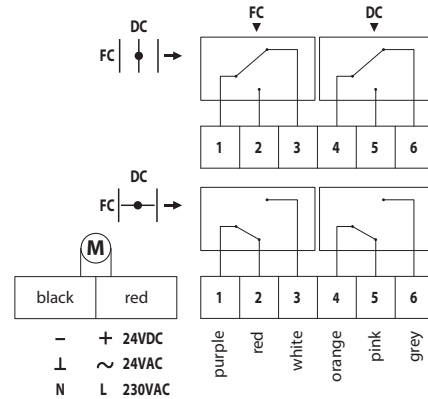 FC
DC
DC
FC
1
2
3
4
5
6
DC
FC
M
black
red
1
2
3
4
5
6
− + 24VDC
⊥ ~ 24VAC
N L 230VAC
purple
red
white
orange
pink
grey